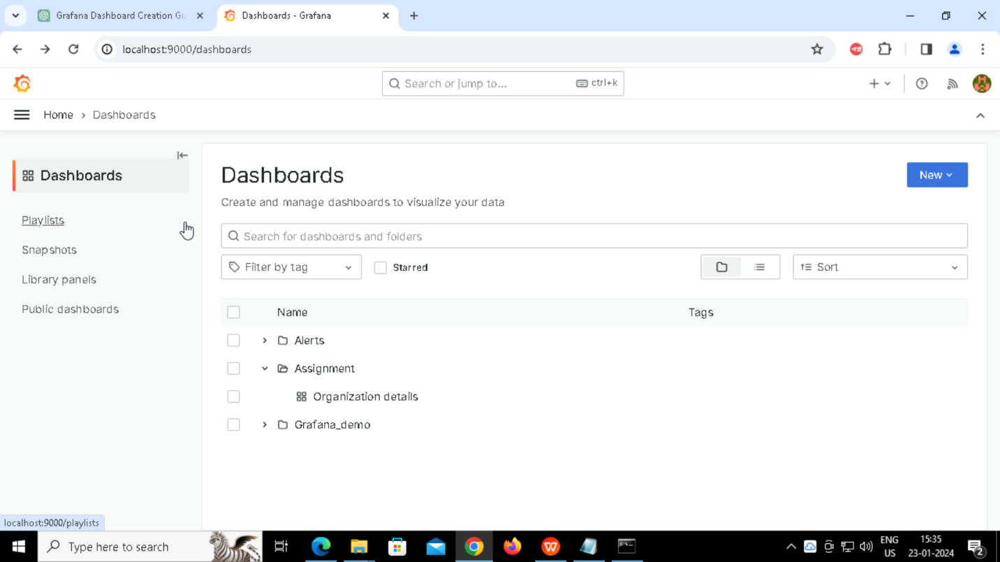 Grafana Dashboard Creation Gu
Dashboards - Grafana
localhost:9000/dashboards
Search or jump to...
ctrl+k
Home › Dashboards
Dashboards
Playlists
Snapshots
Library panels
Public dashboards
Dashboards
New
Create and manage dashboards to visualize your data
Search for dashboards and folders
Filter by tag
Starred
Sort
Name
Tags
Alerts
Assignment
Organization details
Grafana_demo
localhost:9000/playlists
Type here to search
ENG
US
15:35
23-01-2024
2